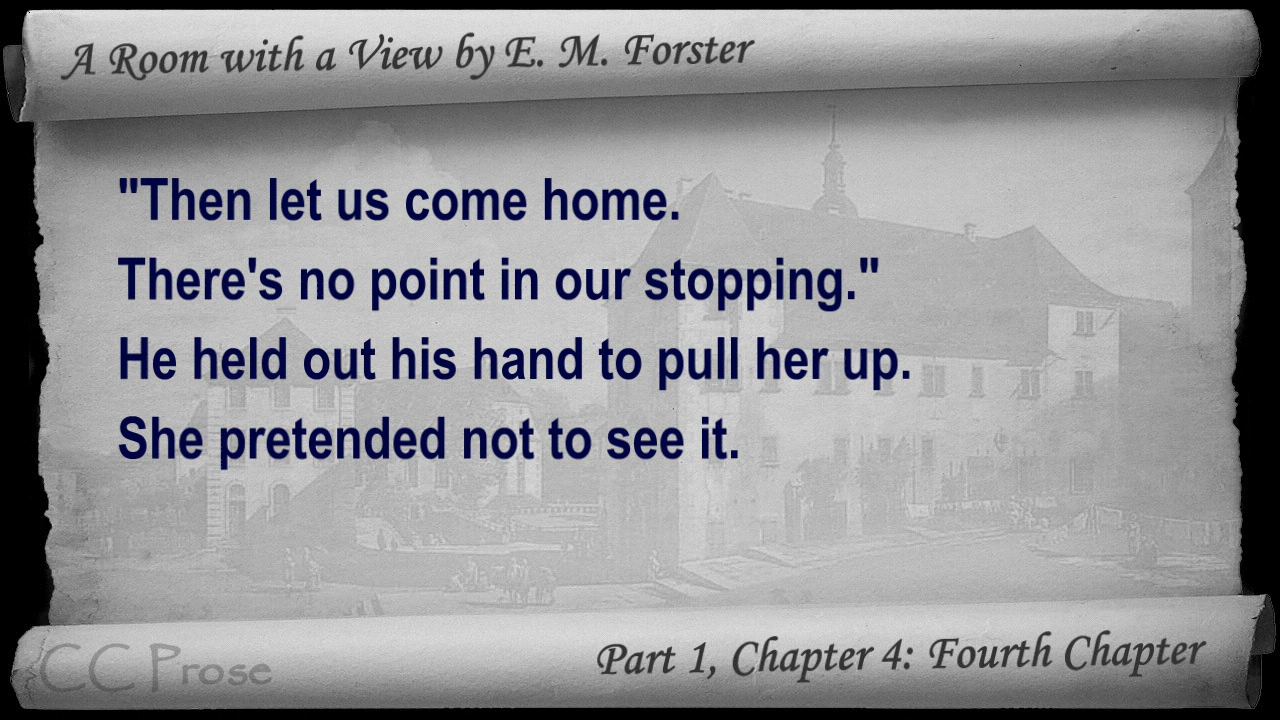 A Room with a View by E. M. Forster
"Then let us come home.
There's no point in our stopping."
He held out his hand to pull her up.
She pretended not to see it.
CC Prose
Part 1, Chapter 4: Fourth Chapter